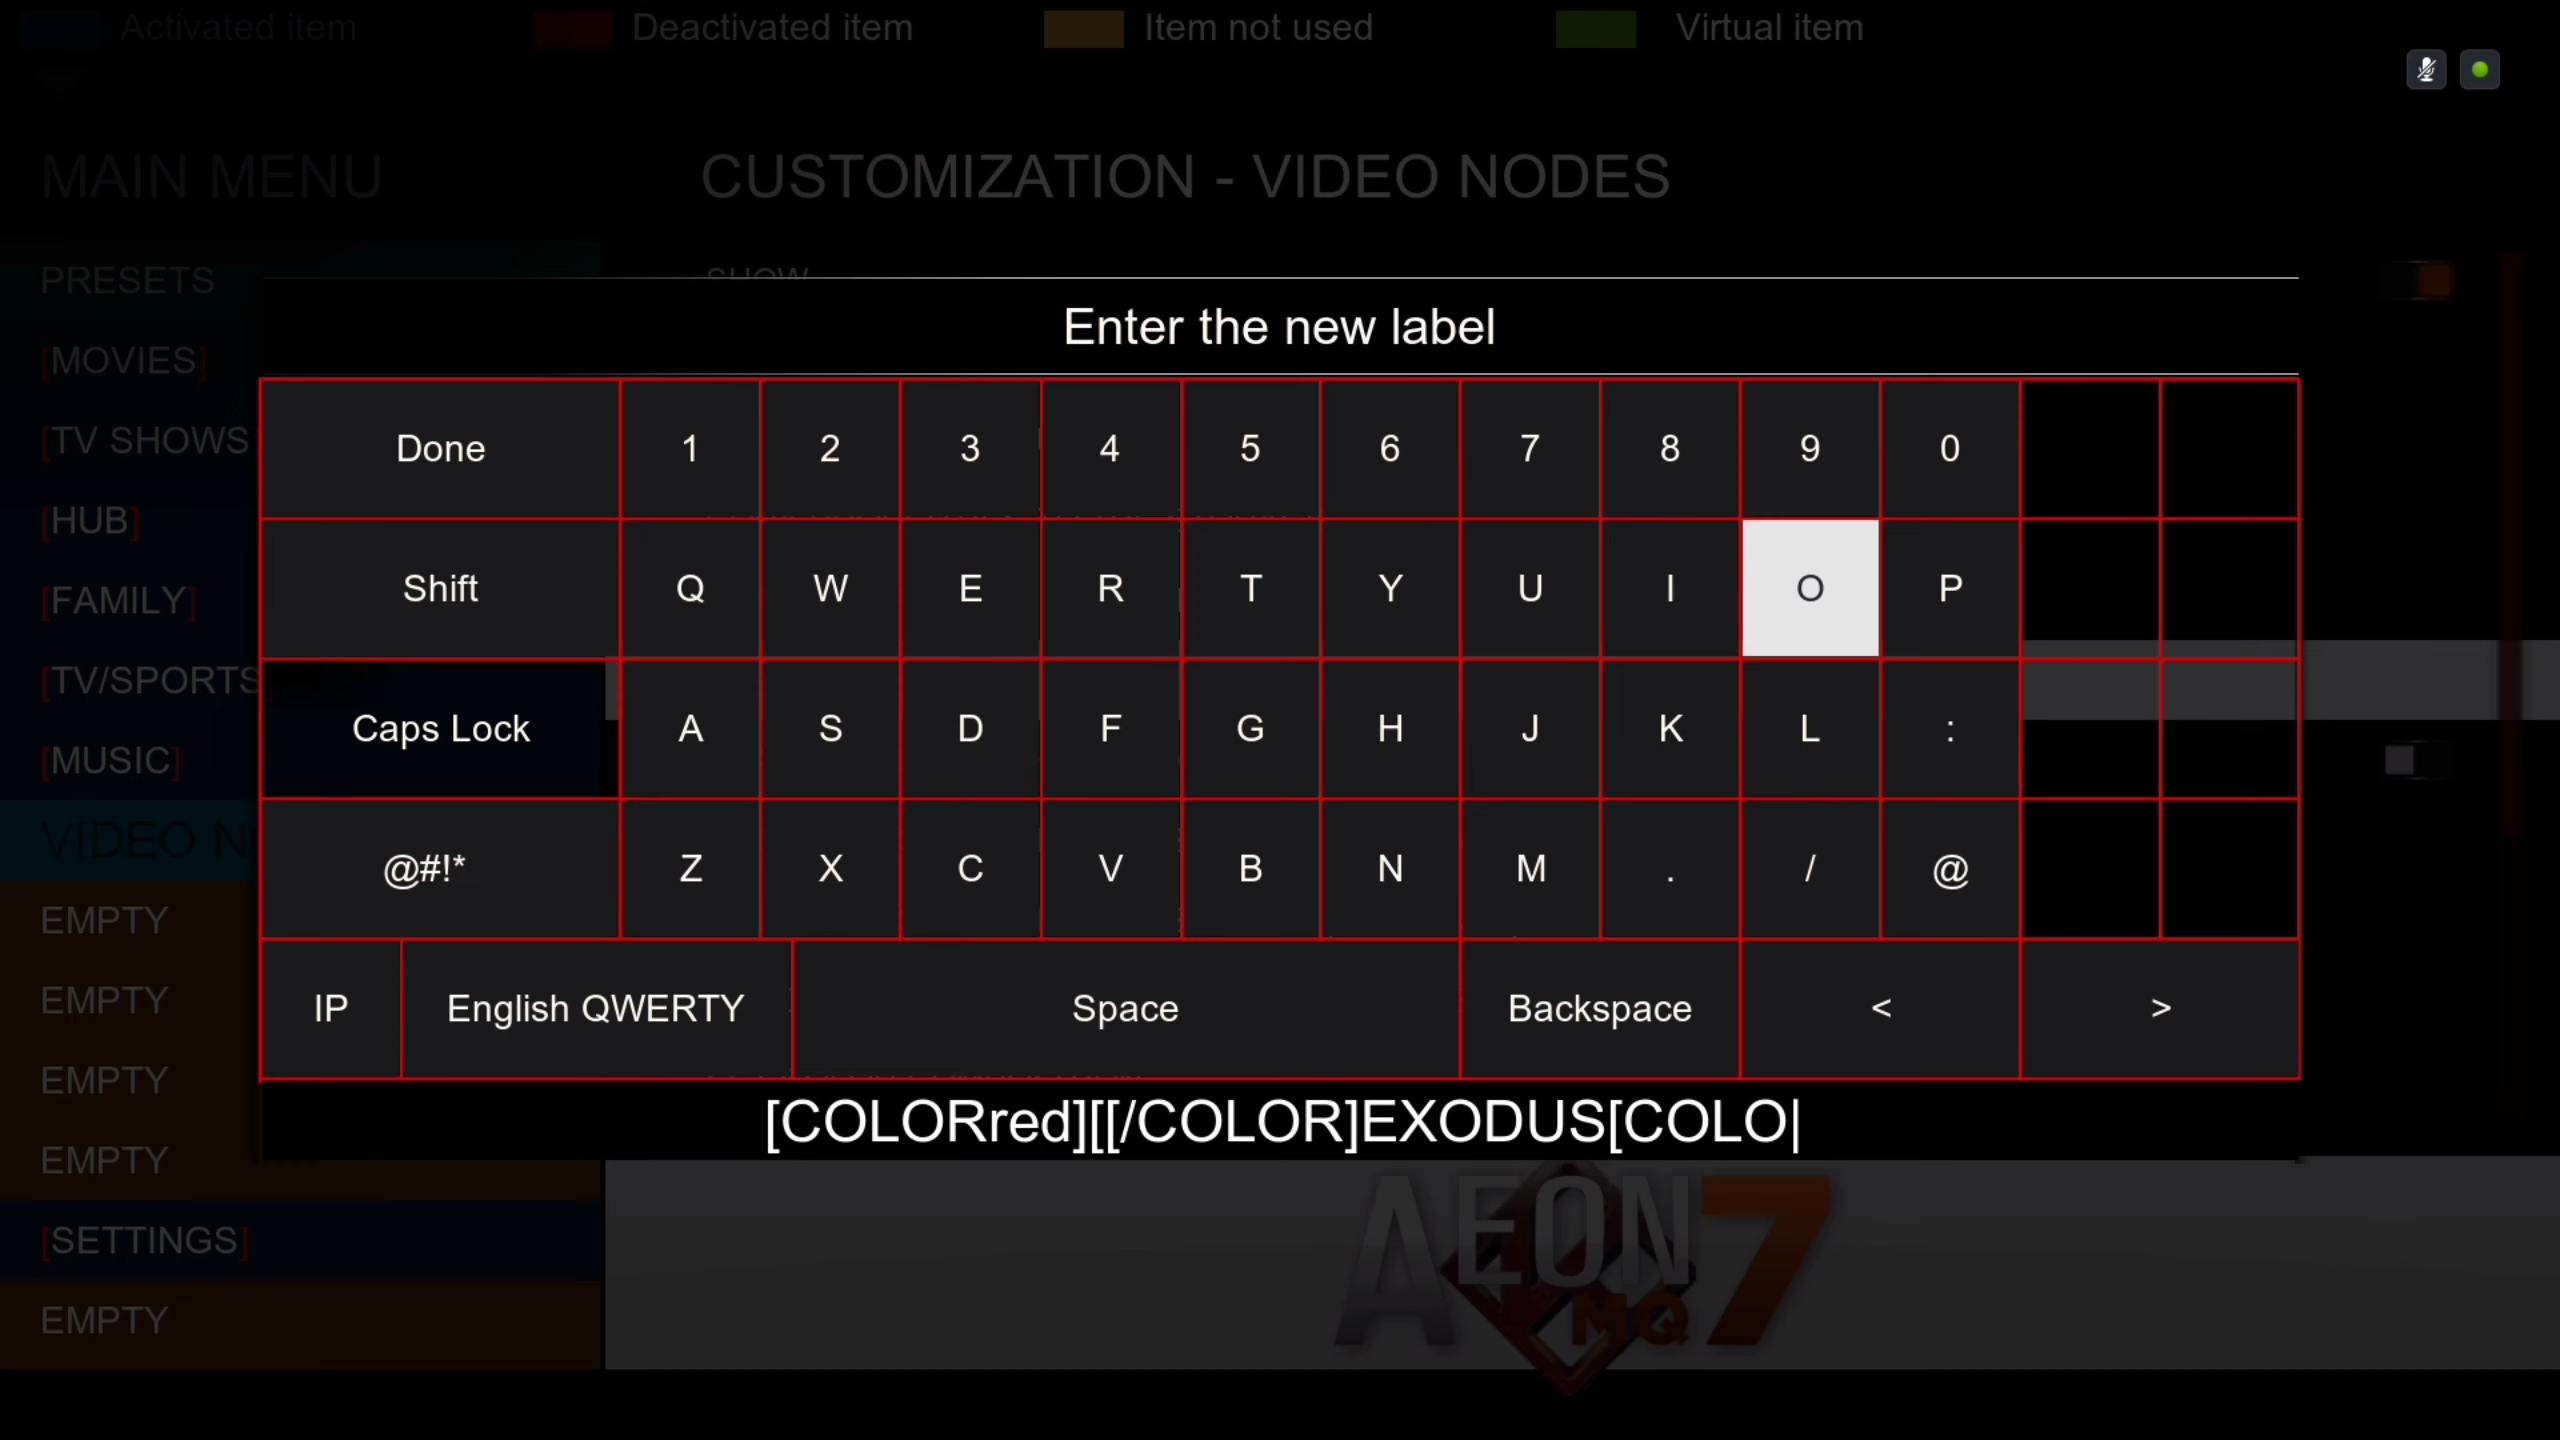 Activated item Deactivated item Item not used Virtual item
MAIN MENU CUSTOMIZATION - VIDEO NODES
PRESETS SHOW
[MOVIES]
[TV SHOWS
[HUB]
[FAMILY]
[TV/SPORTS]
[MUSIC]
VIDEO N
EMPTY
EMPTY
EMPTY
EMPTY
[SETTINGS]
EMPTY
Enter the new label
Done 1 2 3 4 5 6 7 8 9 0
Shift Q W E R T Y U I O P
Caps Lock A S D F G H J K L :
@#!* Z X C V B N M . / @
IP English QWERTY Space Backspace < >
[COLORred][[/COLOR]EXODUS[COLO|
AEON MQ 7